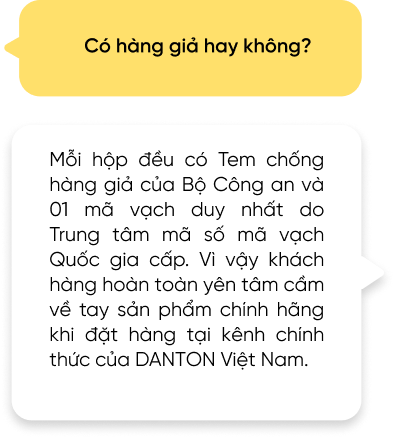 Có hàng giả hay không?
Mỗi hộp đều có Tem chống
hàng giả của Bộ Công an và
01 mã vạch duy nhất do
Trung tâm mã số mã vạch
Quốc gia cấp. Vì vậy khách
hàng hoàn toàn yên tâm cầm
về tay sản phẩm chính hãng
khi đặt hàng tại kênh chính
thức của DANTON Việt Nam.